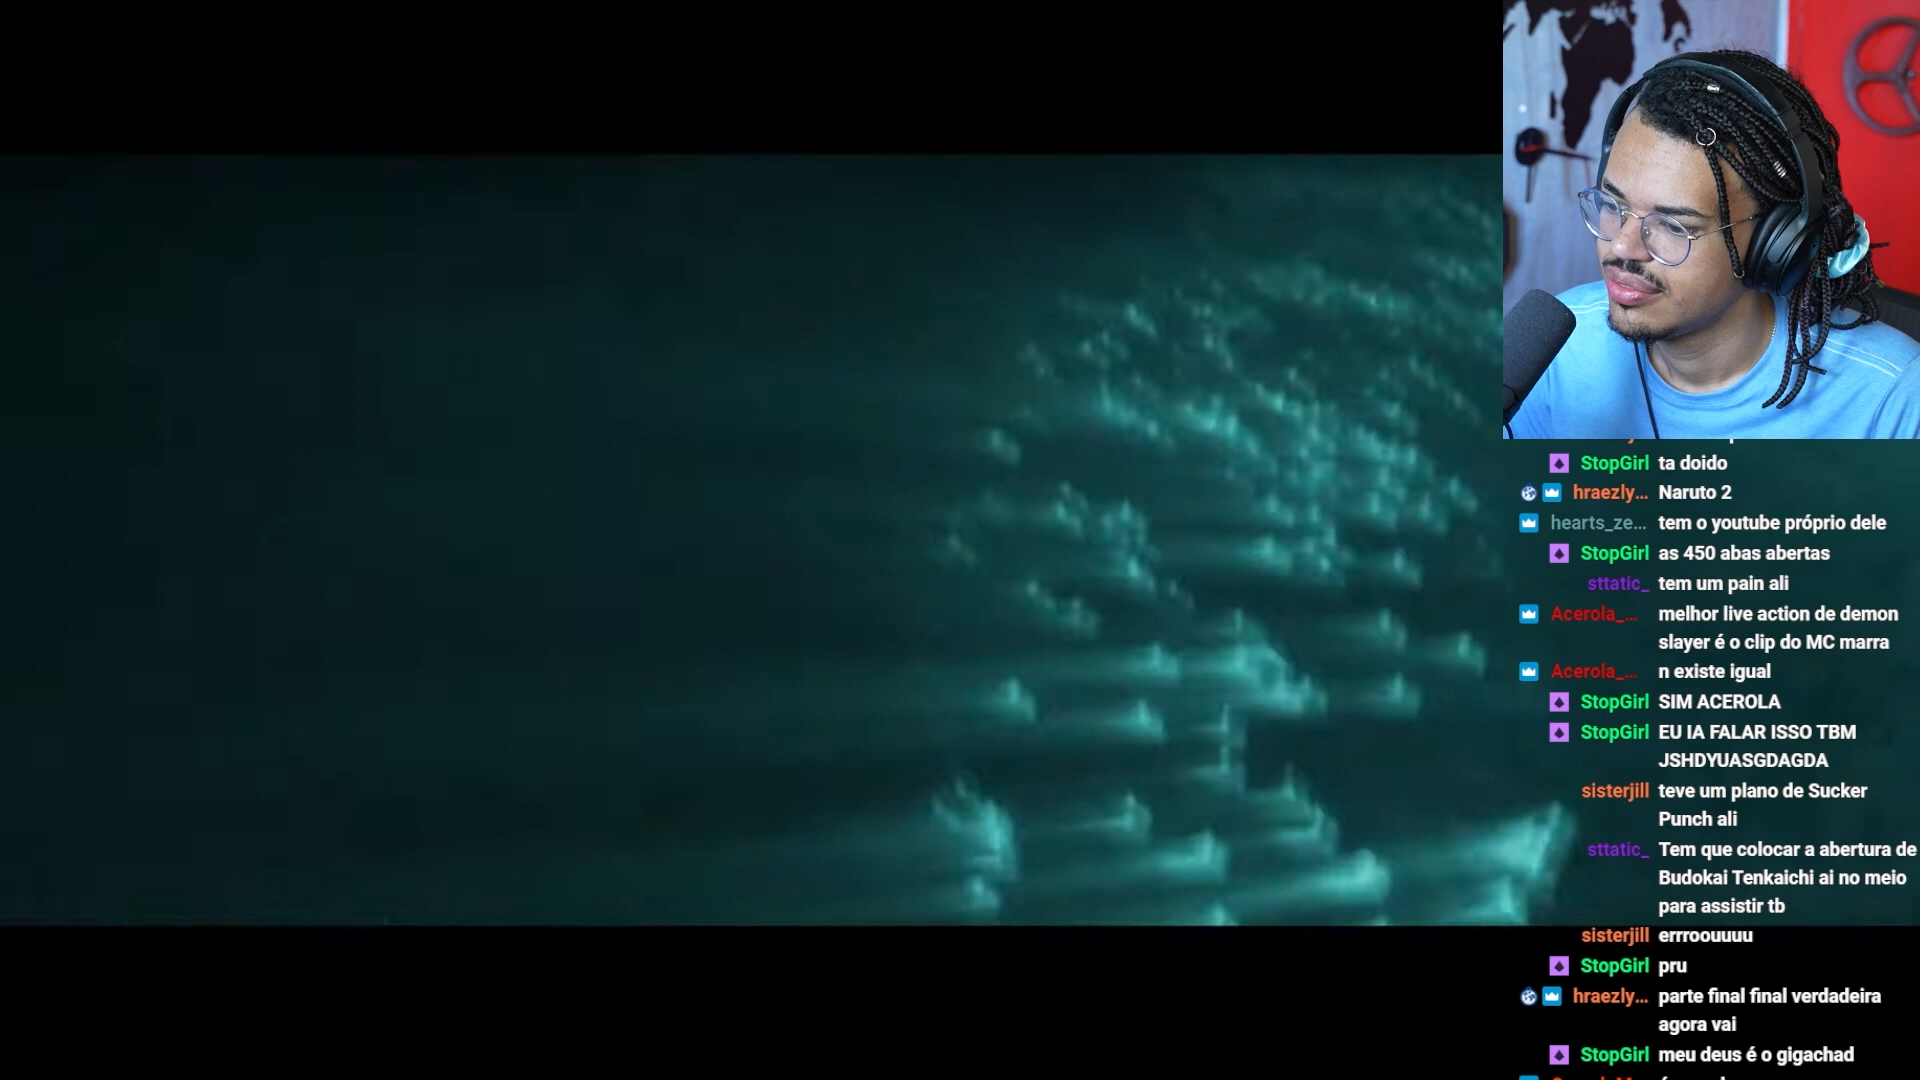 StopGirl ta doido
hraezly... Naruto 2
hearts_ze... tem o youtube próprio dele
StopGirl as 450 abas abertas
sttatic_ tem um pain ali
Acerola_... melhor live action de demon
slayer é o clip do MC marra
Acerola_... n existe igual
StopGirl SIM ACEROLA
StopGirl EU IA FALAR ISSO TBM
JSHDYUASGDAGDA
sisterjill teve um plano de Sucker
Punch ali
sttatic_ Tem que colocar a abertura de
Budokai Tenkaichi ai no meio
para assistir tb
sisterjill errroouuuu
StopGirl pru
hraezly... parte final final verdadeira
agora vai
StopGirl meu deus é o gigachad